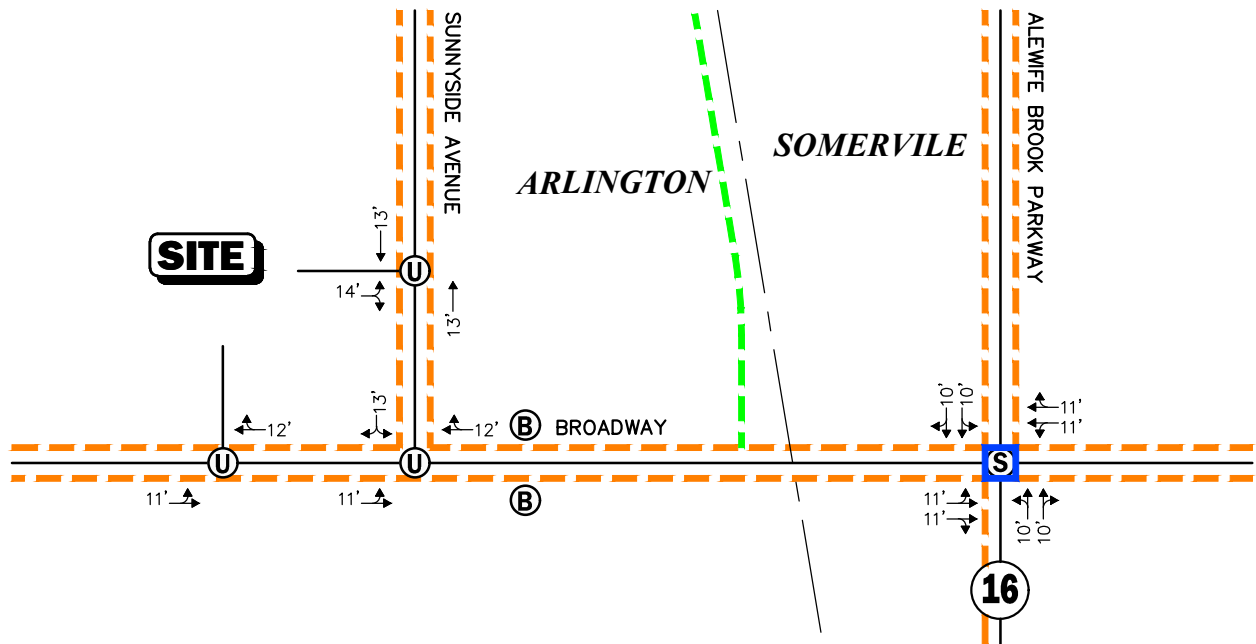 SUNNYSIDE AVENUE
ALEWIFE BROOK PARKWAY
SOMERVILE
ARLINGTON
SITE
13'
U
14'
13'
13'
10'
10'
12'
12'
B BROADWAY
11'
11'
U
U
S
11'
11'
B
11'
11'
10'
10'
16